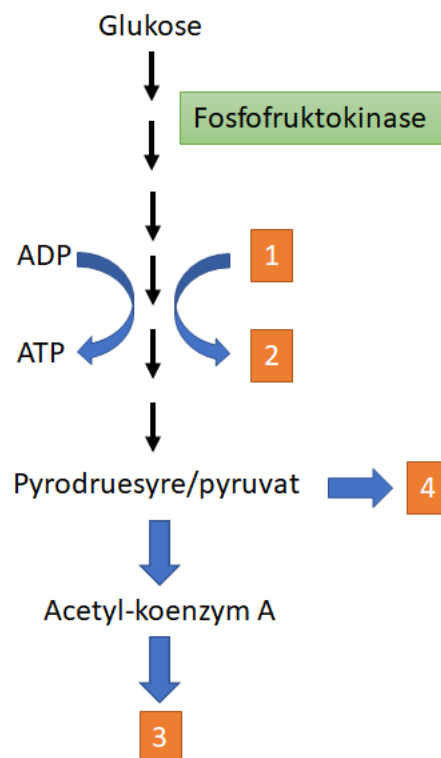 Glukose
Fosfofruktokinase
ADP
1
ATP
2
Pyrodruesyre/pyruvat
4
Acetyl-koenzym A
3